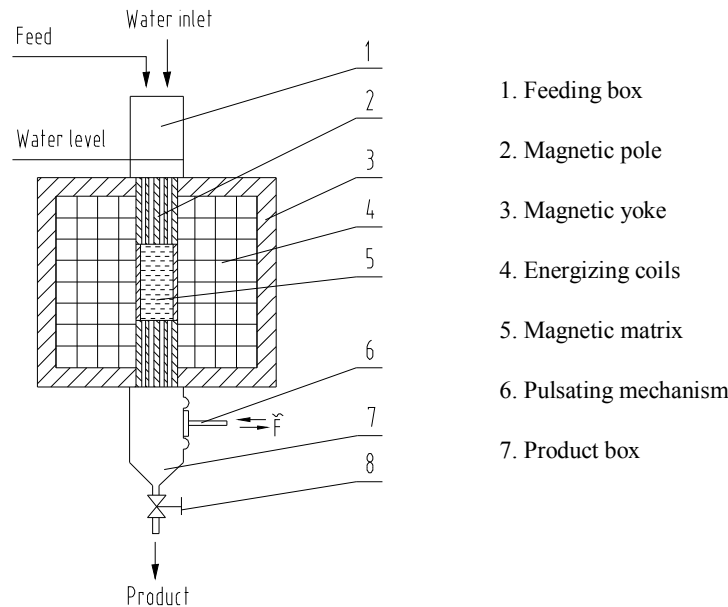 Water inlet
Feed
1
2
Water level
3
4
5
6
F̃
7
8
Product
1. Feeding box
2. Magnetic pole
3. Magnetic yoke
4. Energizing coils
5. Magnetic matrix
6. Pulsating mechanism
7. Product box